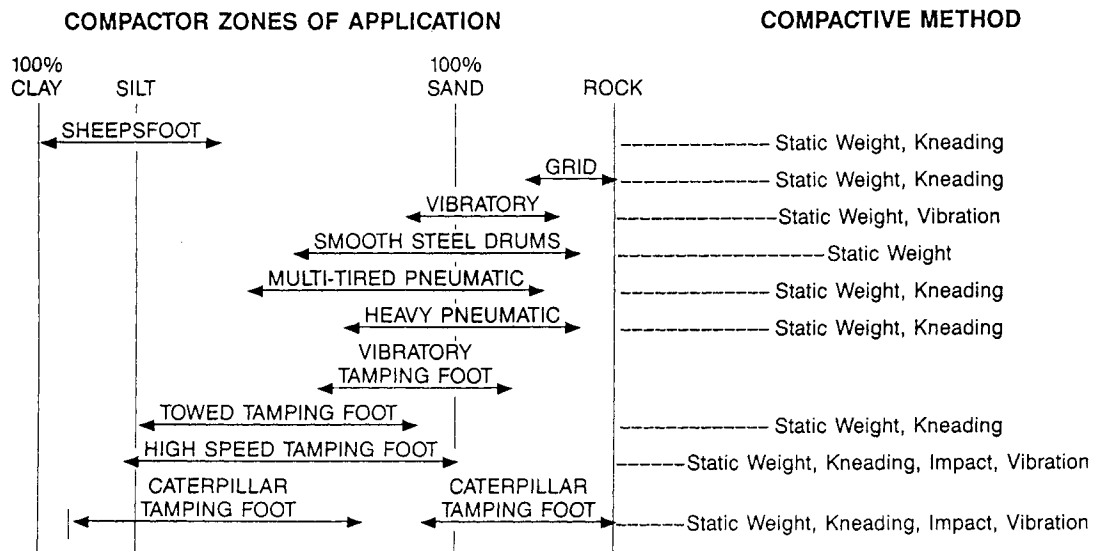 COMPACTOR ZONES OF APPLICATION COMPACTIVE METHOD
100% 100%
CLAY SILT SAND ROCK
SHEEPSFOOT Static Weight, Kneading
GRID Static Weight, Kneading
VIBRATORY Static Weight, Vibration
SMOOTH STEEL DRUMS Static Weight
MULTI-TIRED PNEUMATIC Static Weight, Kneading
HEAVY PNEUMATIC Static Weight, Kneading
VIBRATORY
TAMPING FOOT
TOWED TAMPING FOOT Static Weight, Kneading
HIGH SPEED TAMPING FOOT Static Weight, Kneading, Impact, Vibration
CATERPILLAR CATERPILLAR
TAMPING FOOT TAMPING FOOT Static Weight, Kneading, Impact, Vibration